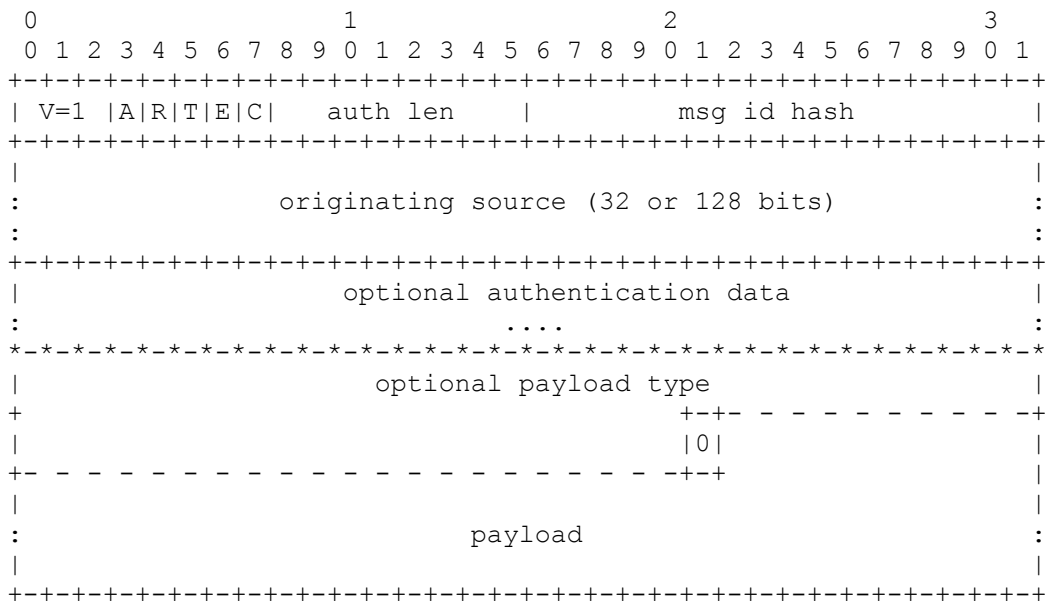 0                   1                   2                   3
 0 1 2 3 4 5 6 7 8 9 0 1 2 3 4 5 6 7 8 9 0 1 2 3 4 5 6 7 8 9 0 1
+-+-+-+-+-+-+-+-+-+-+-+-+-+-+-+-+-+-+-+-+-+-+-+-+-+-+-+-+-+-+-+-+
| V=1 |A|R|T|E|C|   auth len    |         msg id hash           |
+-+-+-+-+-+-+-+-+-+-+-+-+-+-+-+-+-+-+-+-+-+-+-+-+-+-+-+-+-+-+-+-+
|                                                               |
:                originating source (32 or 128 bits)            :
:                                                               :
+-+-+-+-+-+-+-+-+-+-+-+-+-+-+-+-+-+-+-+-+-+-+-+-+-+-+-+-+-+-+-+-+
|                    optional authentication data               |
:                              ....                             :
*-*-*-*-*-*-*-*-*-*-*-*-*-*-*-*-*-*-*-*-*-*-*-*-*-*-*-*-*-*-*-*-*
|                      optional payload type                    |
+                                         +-+- - - - - - - - - -+
|                                         |0|                   |
+- - - - - - - - - - - - - - - - - - - - -+-+                   |
|                                                               |
:                            payload                            :
|                                                               |
+-+-+-+-+-+-+-+-+-+-+-+-+-+-+-+-+-+-+-+-+-+-+-+-+-+-+-+-+-+-+-+-+